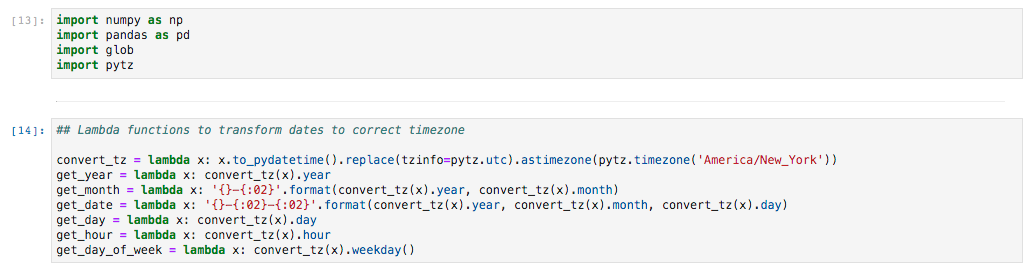 [13]: import numpy as np
import pandas as pd
import glob
import pytz
[14]: ## Lambda functions to transform dates to correct timezone
convert_tz = lambda x: x.to_pydatetime().replace(tzinfo=pytz.utc).astimezone(pytz.timezone('America/New_York'))
get_year = lambda x: convert_tz(x).year
get_month = lambda x: '{}-{:02}'.format(convert_tz(x).year, convert_tz(x).month)
get_date = lambda x: '{}-{:02}-{:02}'.format(convert_tz(x).year, convert_tz(x).month, convert_tz(x).day)
get_day = lambda x: convert_tz(x).day
get_hour = lambda x: convert_tz(x).hour
get_day_of_week = lambda x: convert_tz(x).weekday()